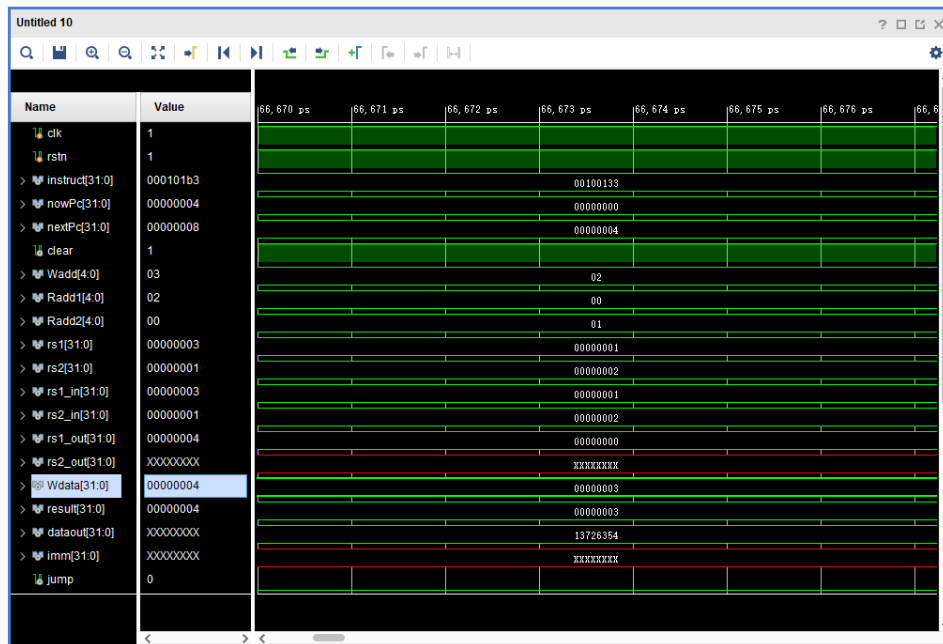 Untitled 10
Name Value 66,670 ps 66,671 ps 66,672 ps 66,673 ps 66,674 ps 66,675 ps 66,676 ps 66,6
clk 1
rstn 1
instruct[31:0] 000101b3 00100133
nowPc[31:0] 00000004 00000000
nextPc[31:0] 00000008 00000004
clear 1
Wadd[4:0] 03 02
Radd1[4:0] 02 00
Radd2[4:0] 00 01
rs1[31:0] 00000003 00000001
rs2[31:0] 00000001 00000002
rs1_in[31:0] 00000003 00000001
rs2_in[31:0] 00000001 00000002
rs1_out[31:0] 00000004 00000000
rs2_out[31:0] XXXXXXXX XXXXXXXX
Wdata[31:0] 00000004 00000003
result[31:0] 00000004 00000003
dataout[31:0] XXXXXXXX 13726354
imm[31:0] XXXXXXXX XXXXXXXX
jump 0